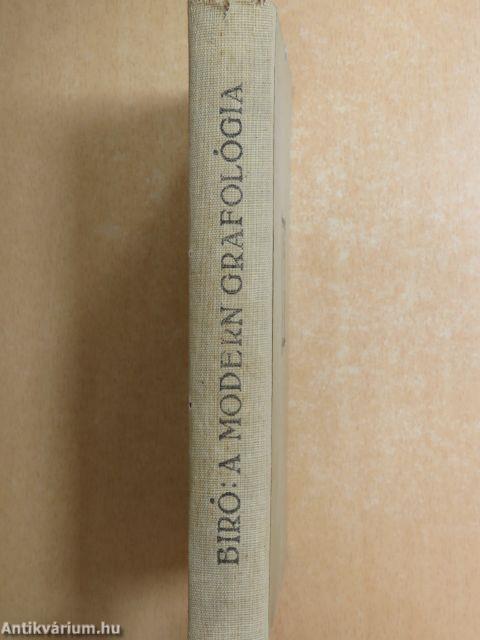 BIRÓ: A MODERN GRAFOLÓGIA
Antikvárium.hu